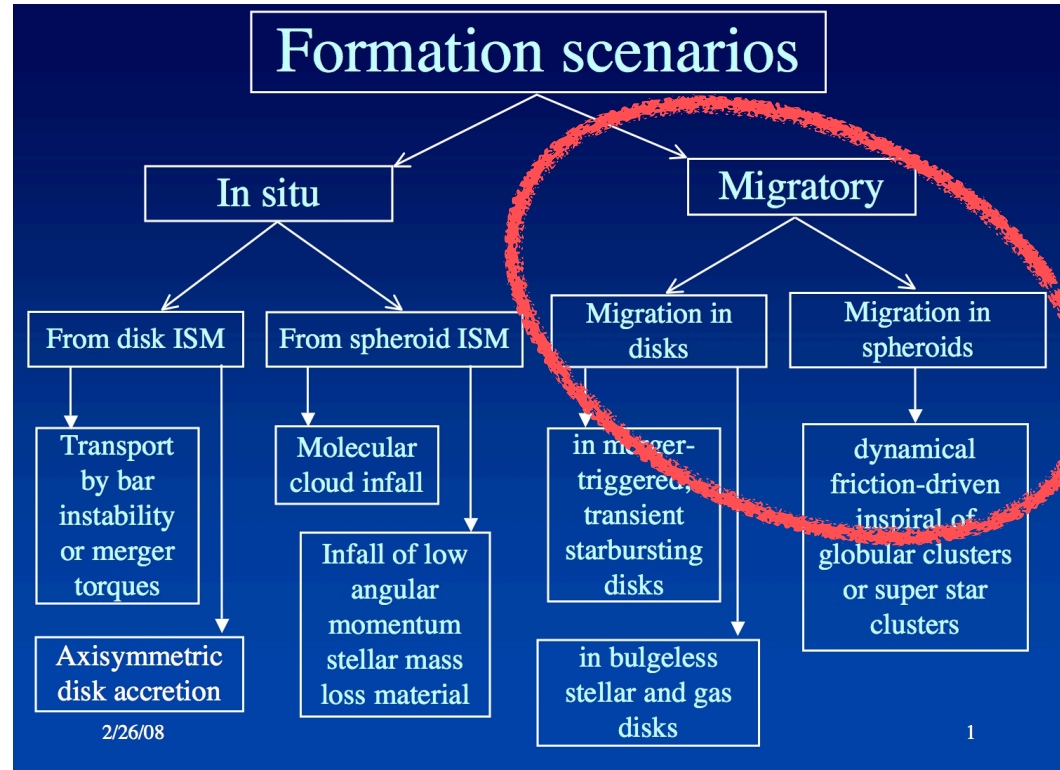 Formation scenarios
In situ
Migratory
From disk ISM
From spheroid ISM
Migration in
disks
Migration in
spheroids
Transport
by bar
instability
or merger
torques
Molecular
cloud infall
in merger-
triggered,
transient
starbursting
disks
dynamical
friction-driven
inspiral of
globular clusters
or super star
clusters
Infall of low
angular
momentum
stellar mass
loss material
Axisymmetric
disk accretion
in bulgeless
stellar and gas
disks
2/26/08
1